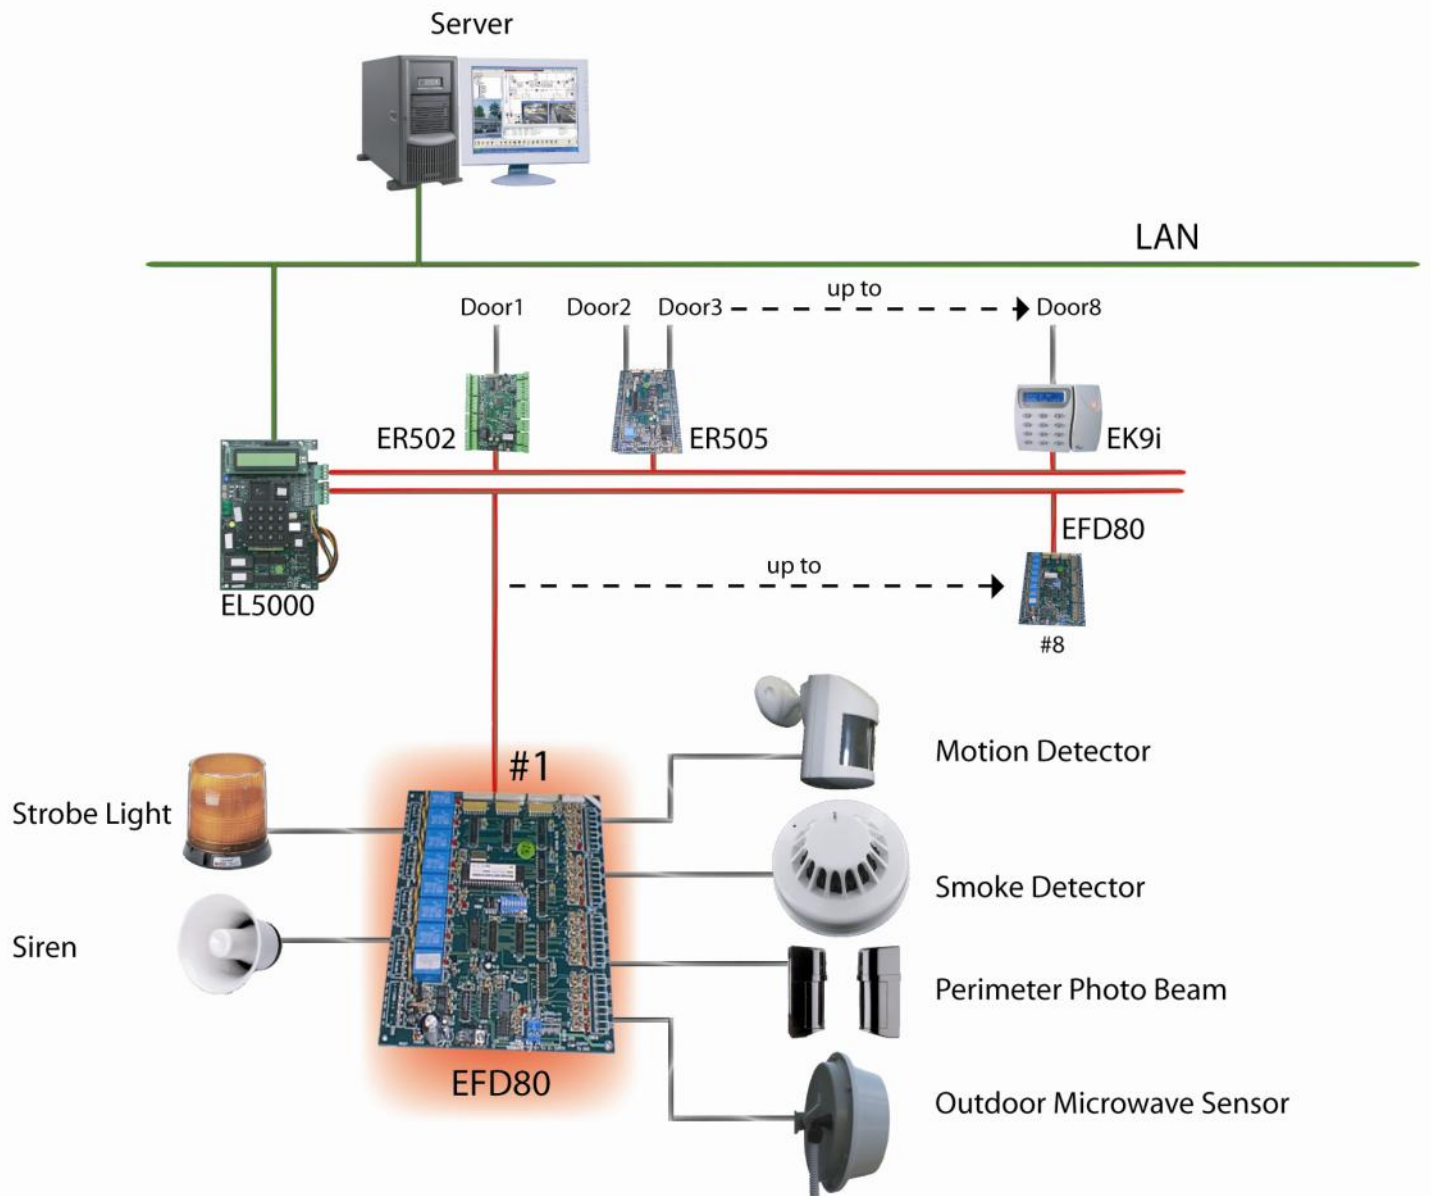 Server
LAN
up to
Door1
Door2
Door3
Door8
ER502
ER505
EK9i
EFD80
up to
EL5000
#8
#1
Motion Detector
Strobe Light
Smoke Detector
Siren
Perimeter Photo Beam
EFD80
Outdoor Microwave Sensor